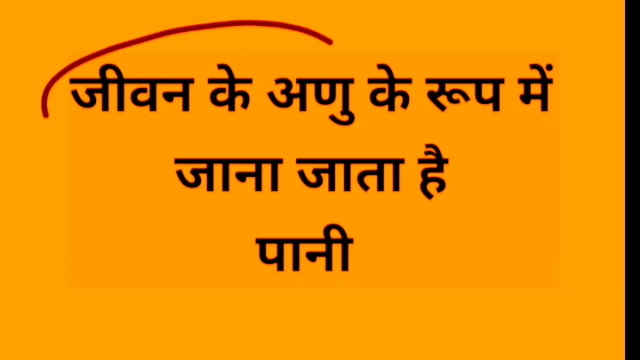 जीवन के अणु के रूप में
जाना जाता है
पानी